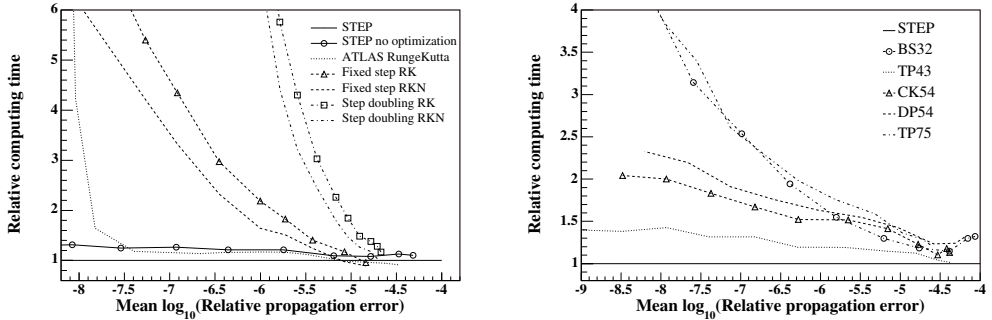 Relative computing time
6
5
4
3
2
1
-8
-7.5
-7
-6.5
-6
-5.5
-5
-4.5
-4
Mean log10(Relative propagation error)
STEP
STEP no optimization
ATLAS RungeKutta
Fixed step RK
Fixed step RKN
Step doubling RK
Step doubling RKN
Relative computing time
4
3.5
3
2.5
2
1.5
1
-9
-8.5
-8
-7.5
-7
-6.5
-6
-5.5
-5
-4.5
-4
Mean log10(Relative propagation error)
STEP
BS32
TP43
CK54
DP54
TP75